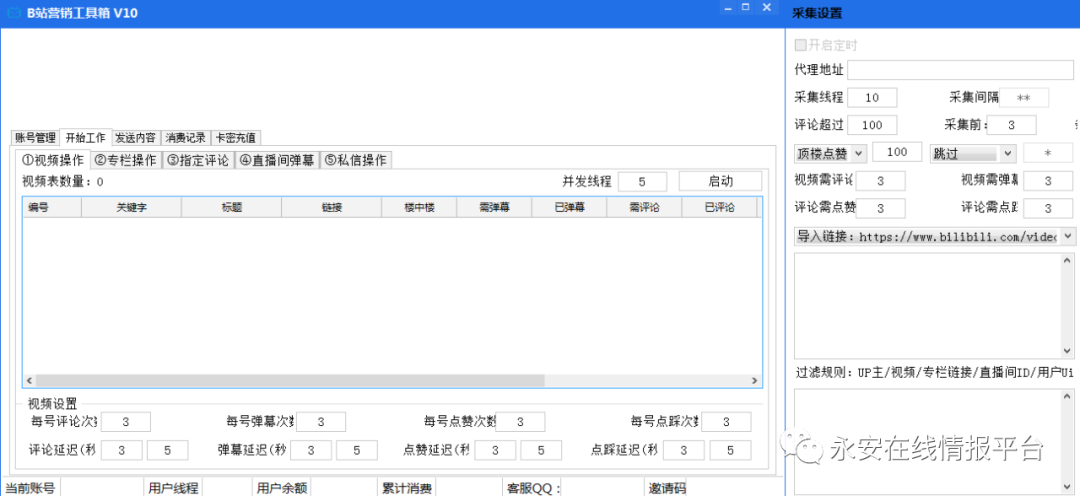 B站营销工具箱 V10
采集设置
开启定时
代理地址
采集线程 10 采集间隔 **
评论超过 100 采集前: 3
顶楼点赞 100 跳过 *
视频需评论 3 视频需弹幕 3
评论需点赞 3 评论需点踩 3
导入链接: https://www.bilibili.com/video
过滤规则: UP主/视频/专栏链接/直播间ID/用户Ui
账号管理 开始工作 发送内容 消费记录 卡密充值
①视频操作 ②专栏操作 ③指定评论 ④直播间弹幕 ⑤私信操作
视频表数量: 0 并发线程 5 启动
编号 关键字 标题 链接 楼中楼 需弹幕 已弹幕 需评论 已评论
视频设置
每号评论次数 3 每号弹幕次数 3 每号点赞次数 3 每号点踩次数 3
评论延迟(秒 3 5 弹幕延迟(秒 3 5 点赞延迟(秒 3 5 点踩延迟(秒 3 5
当前账号 用户线程 用户余额 累计消费 客服QQ: 邀请码
永安在线情报平台